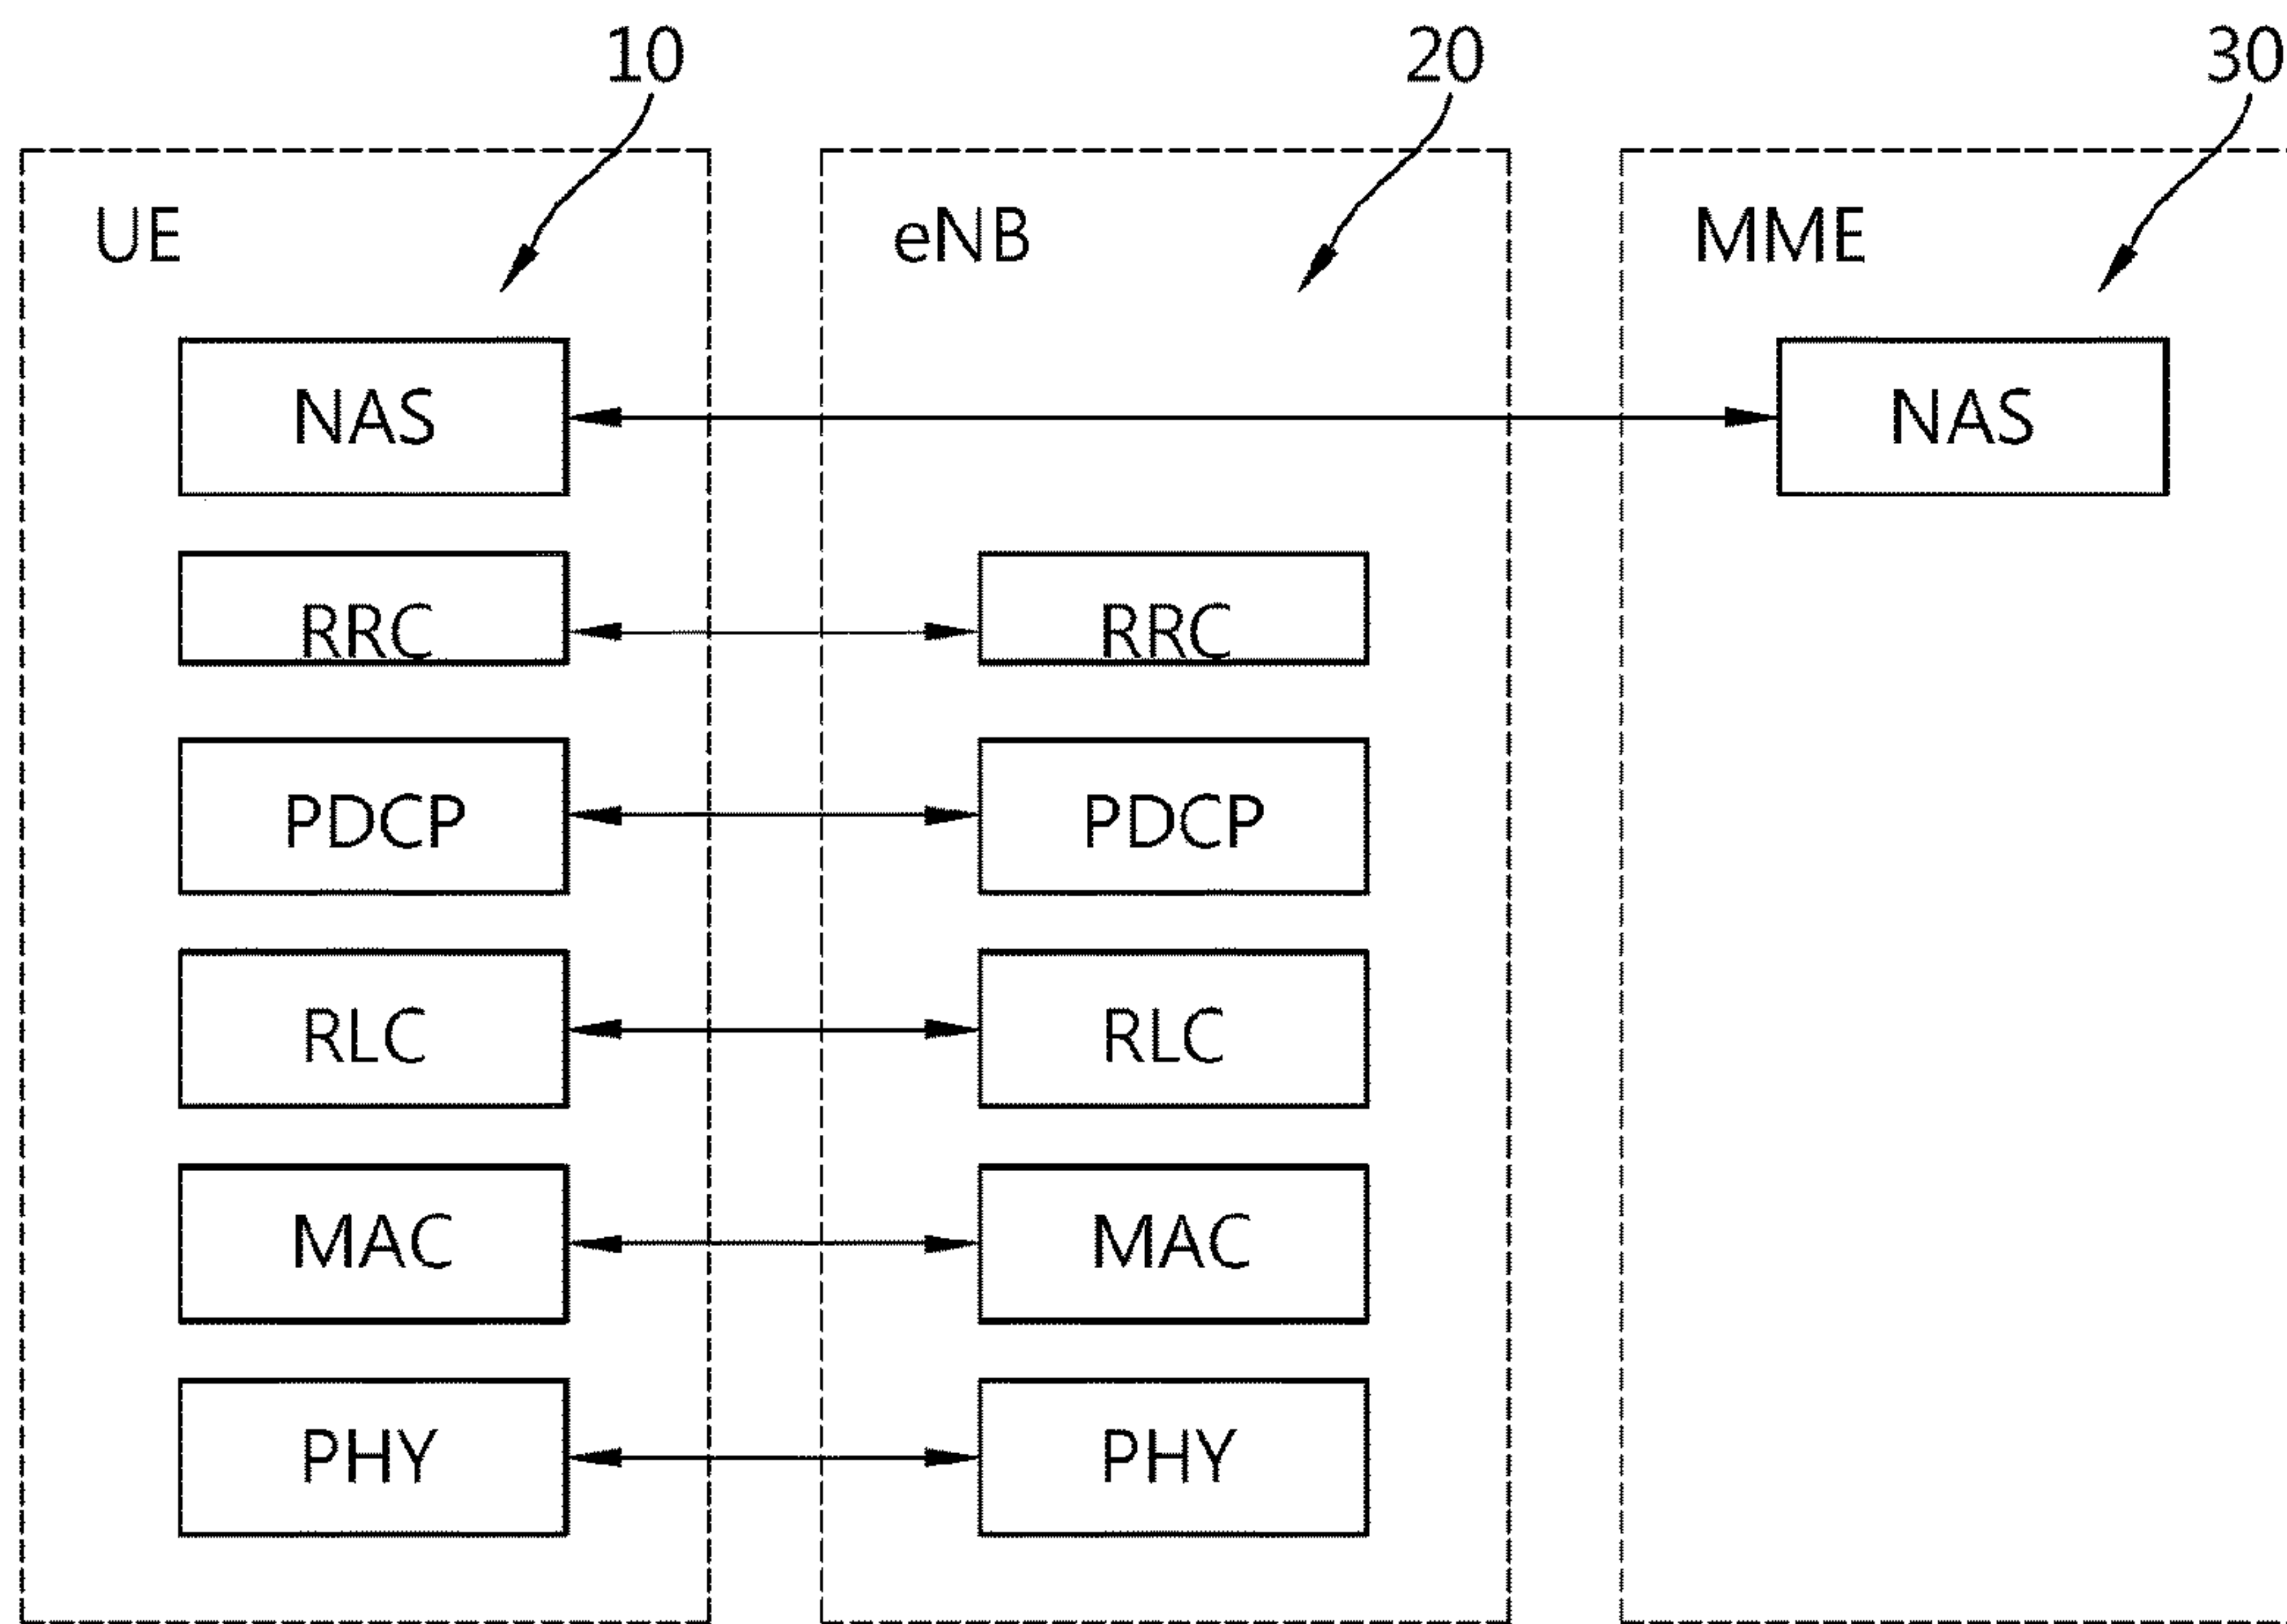 10 20 30
UE eNB MME
NAS NAS
RRC RRC
PDCP PDCP
RLC RLC
MAC MAC
PHY PHY